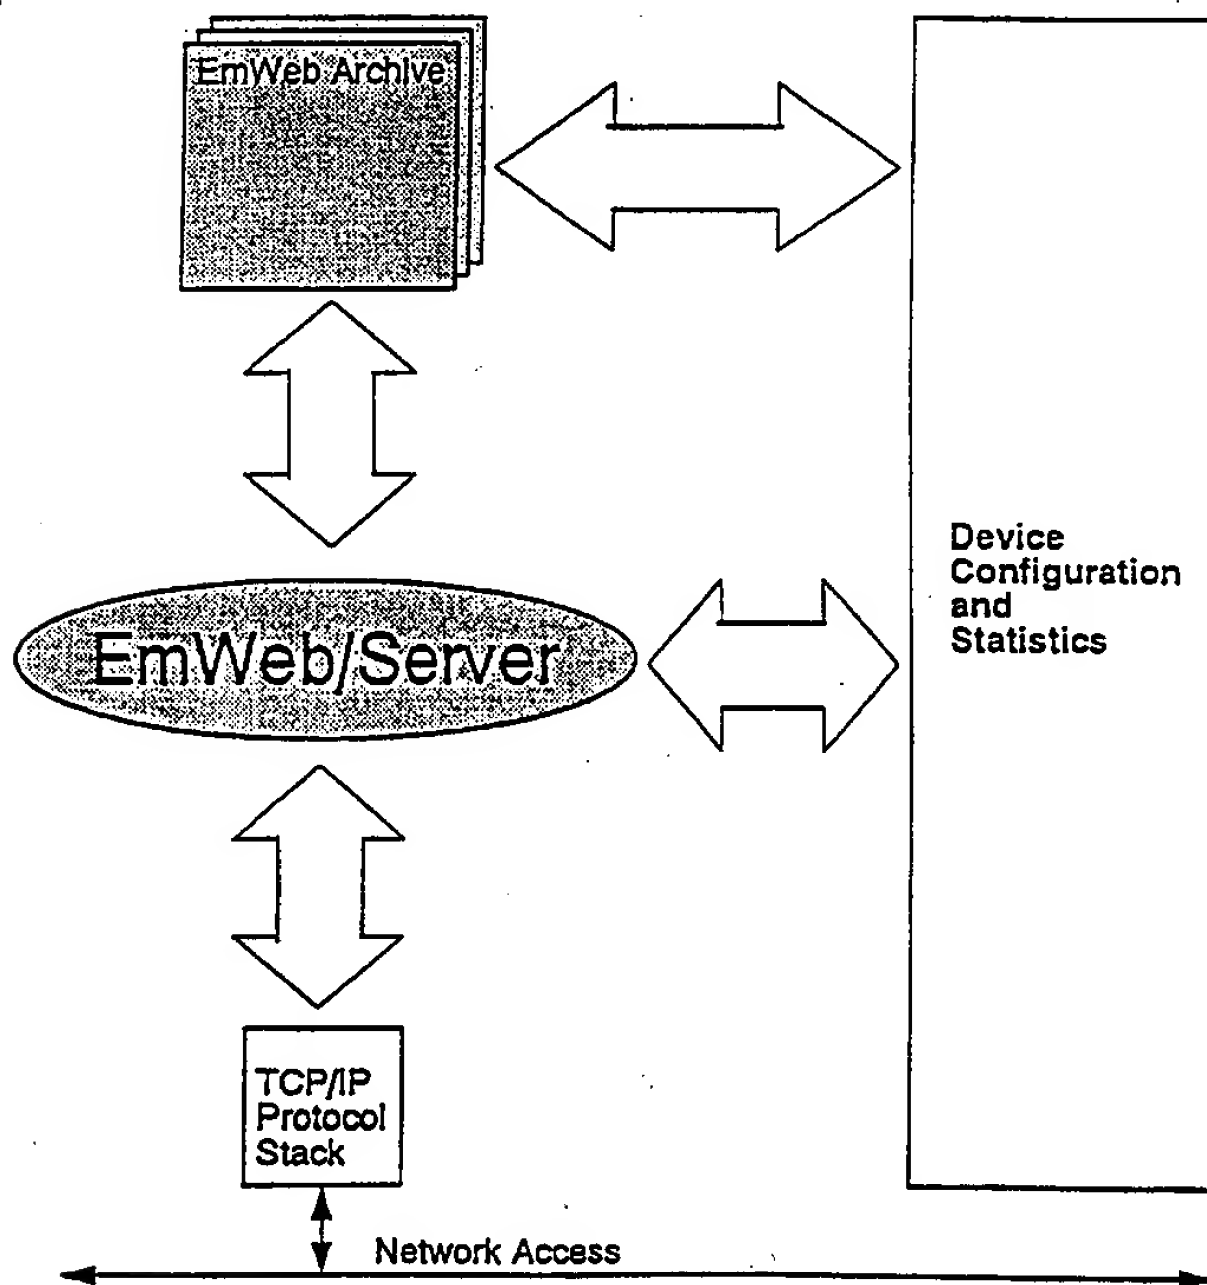 EmWeb Archive
EmWeb/Server
Device
Configuration
and
Statistics
TCP/IP
Protocol
Stack
Network Access